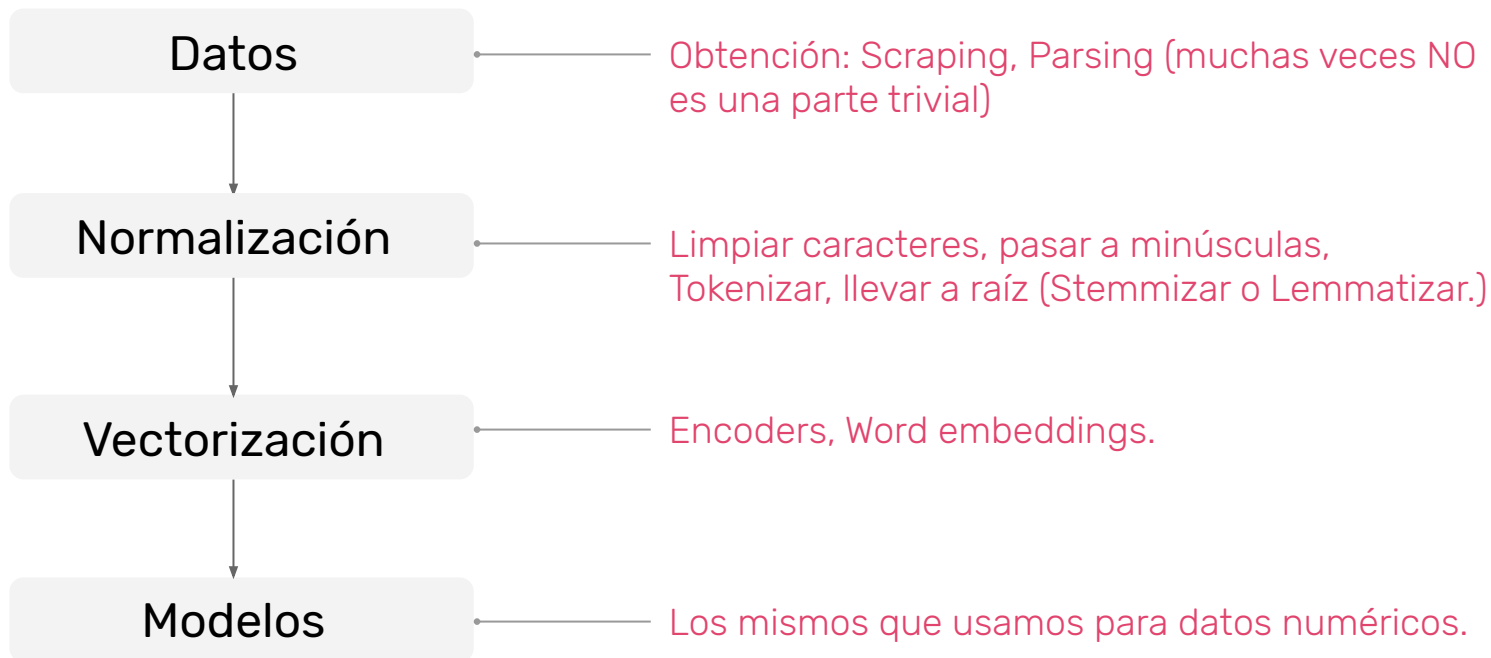 Datos
Obtención: Scraping, Parsing (muchas veces NO
es una parte trivial)
Normalización
Limpiar caracteres, pasar a minúsculas,
Tokenizar, llevar a raíz (Stemmizar o Lemmatizar.)
Vectorización
Encoders, Word embeddings.
Modelos
Los mismos que usamos para datos numéricos.